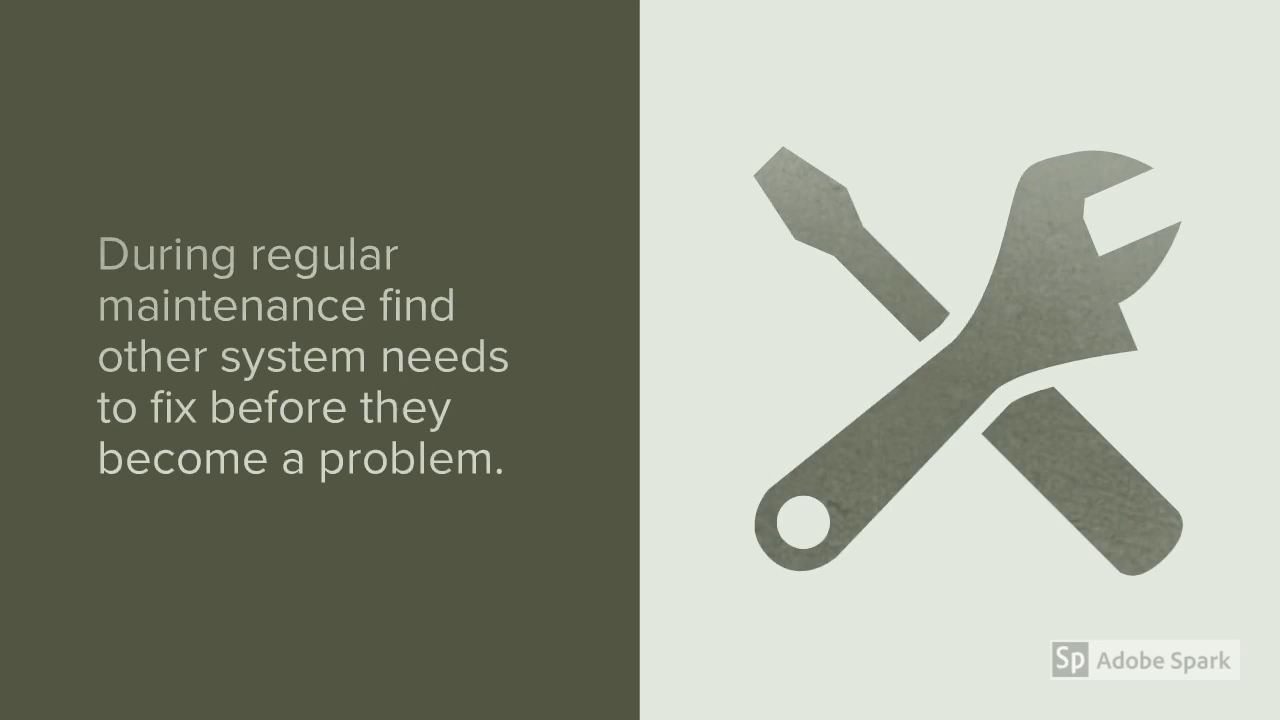 During regular
maintenance find
other system needs
to fix before they
become a problem.
Sp Adobe Spark